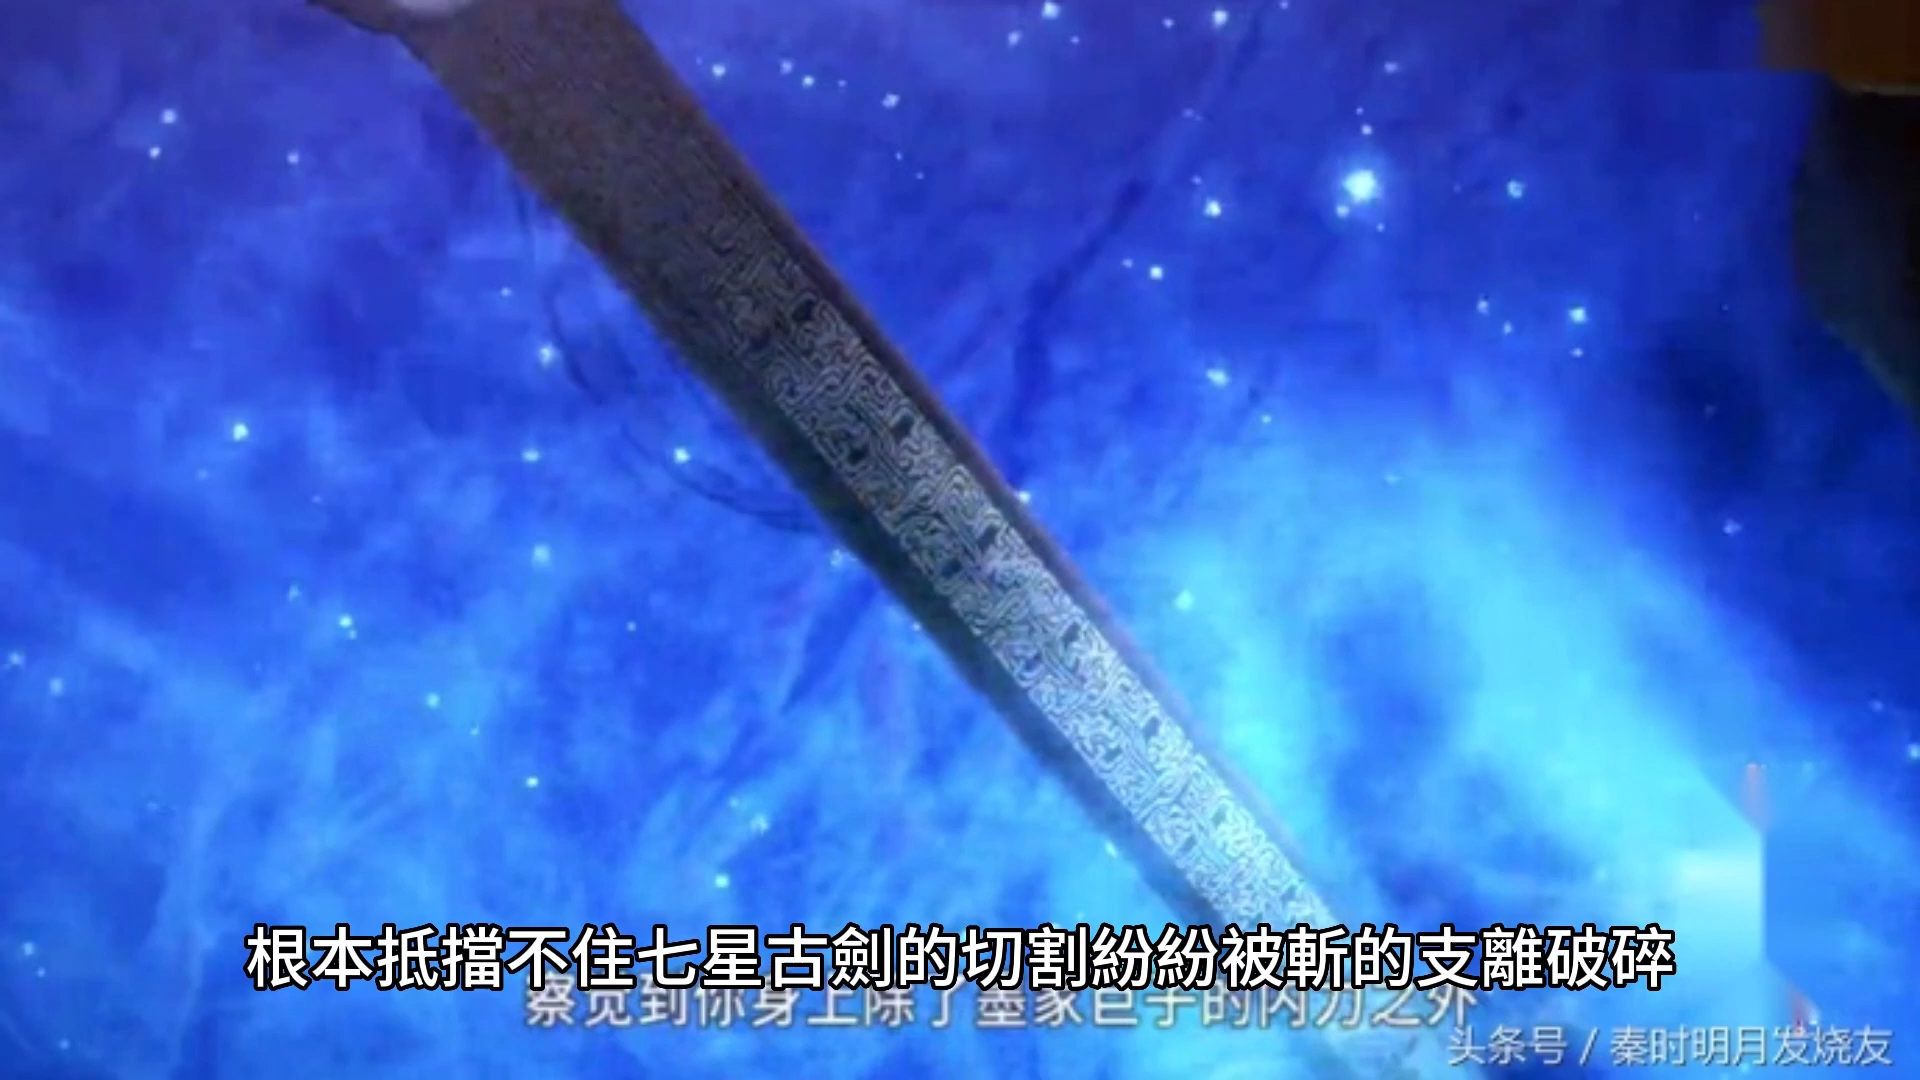 根本抵擋不住七星古劍的切割紛紛被斬的支離破碎
察觉到你身上除了墨家巨子的内力之外
头条号 / 秦时明月发烧友